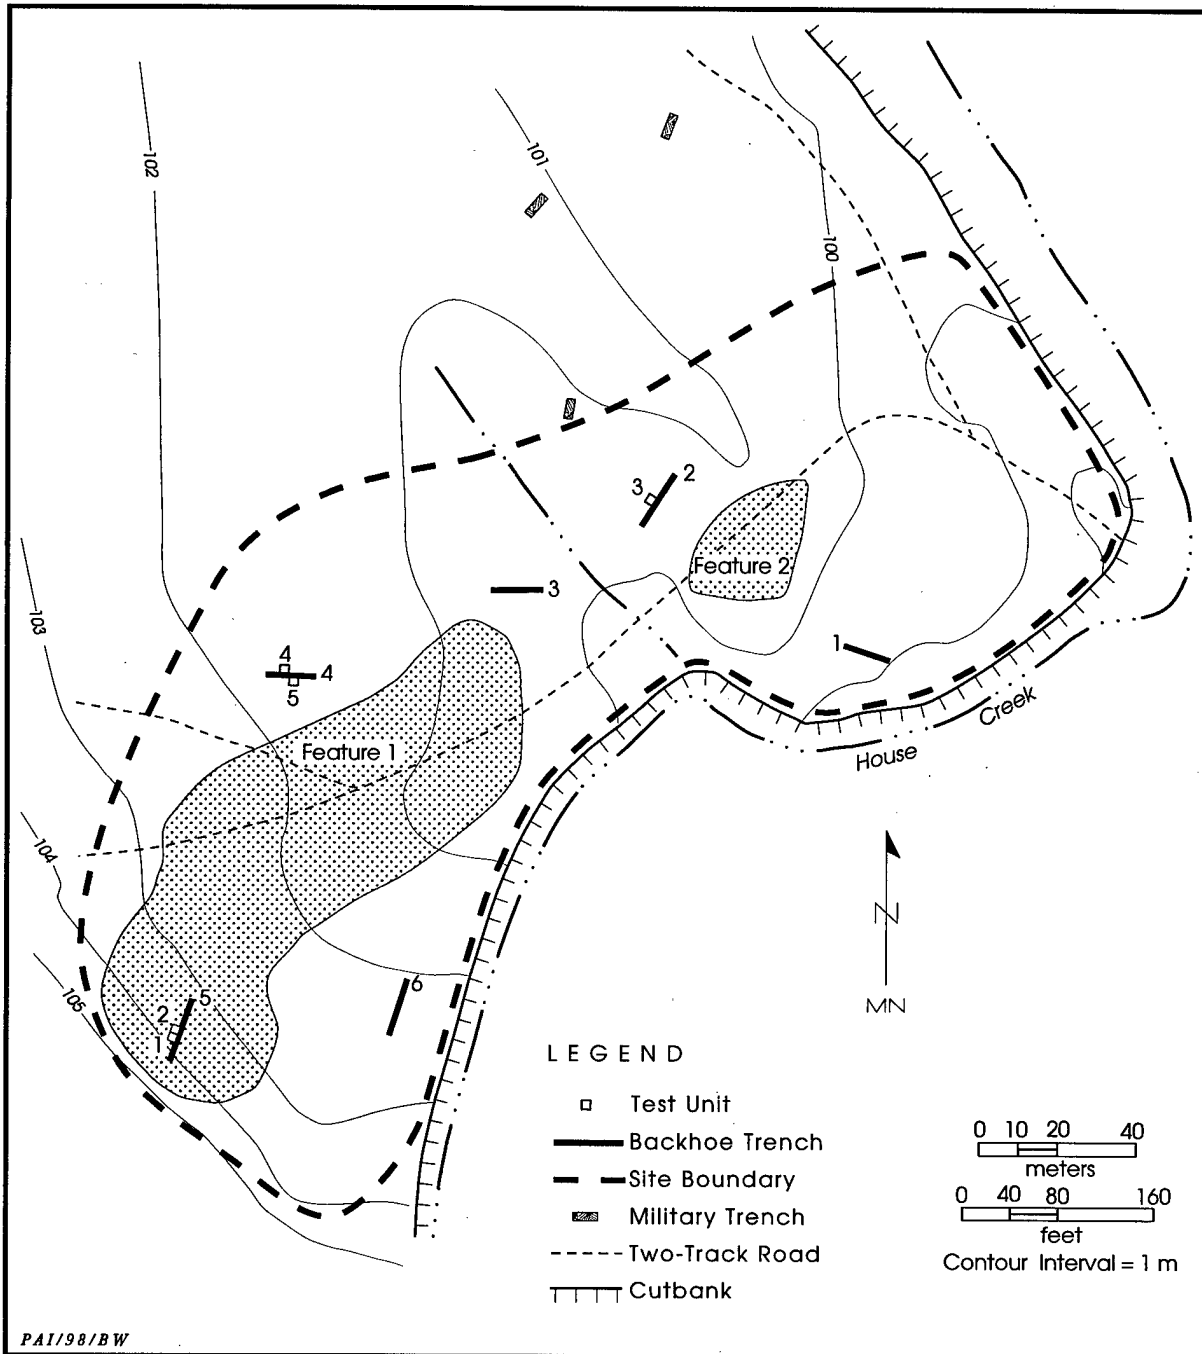 102
101
100
3 2
Feature 2
3
103
4
4
5
1
Feature 1
Creek
House
104
N
105
5
2
1
6
MN
LEGEND
Test Unit
Backhoe Trench
Site Boundary
Military Trench
Two-Track Road
Cutbank
0 10 20 40
meters
0 40 80 160
feet
Contour Interval = 1 m
PAI/98/BW